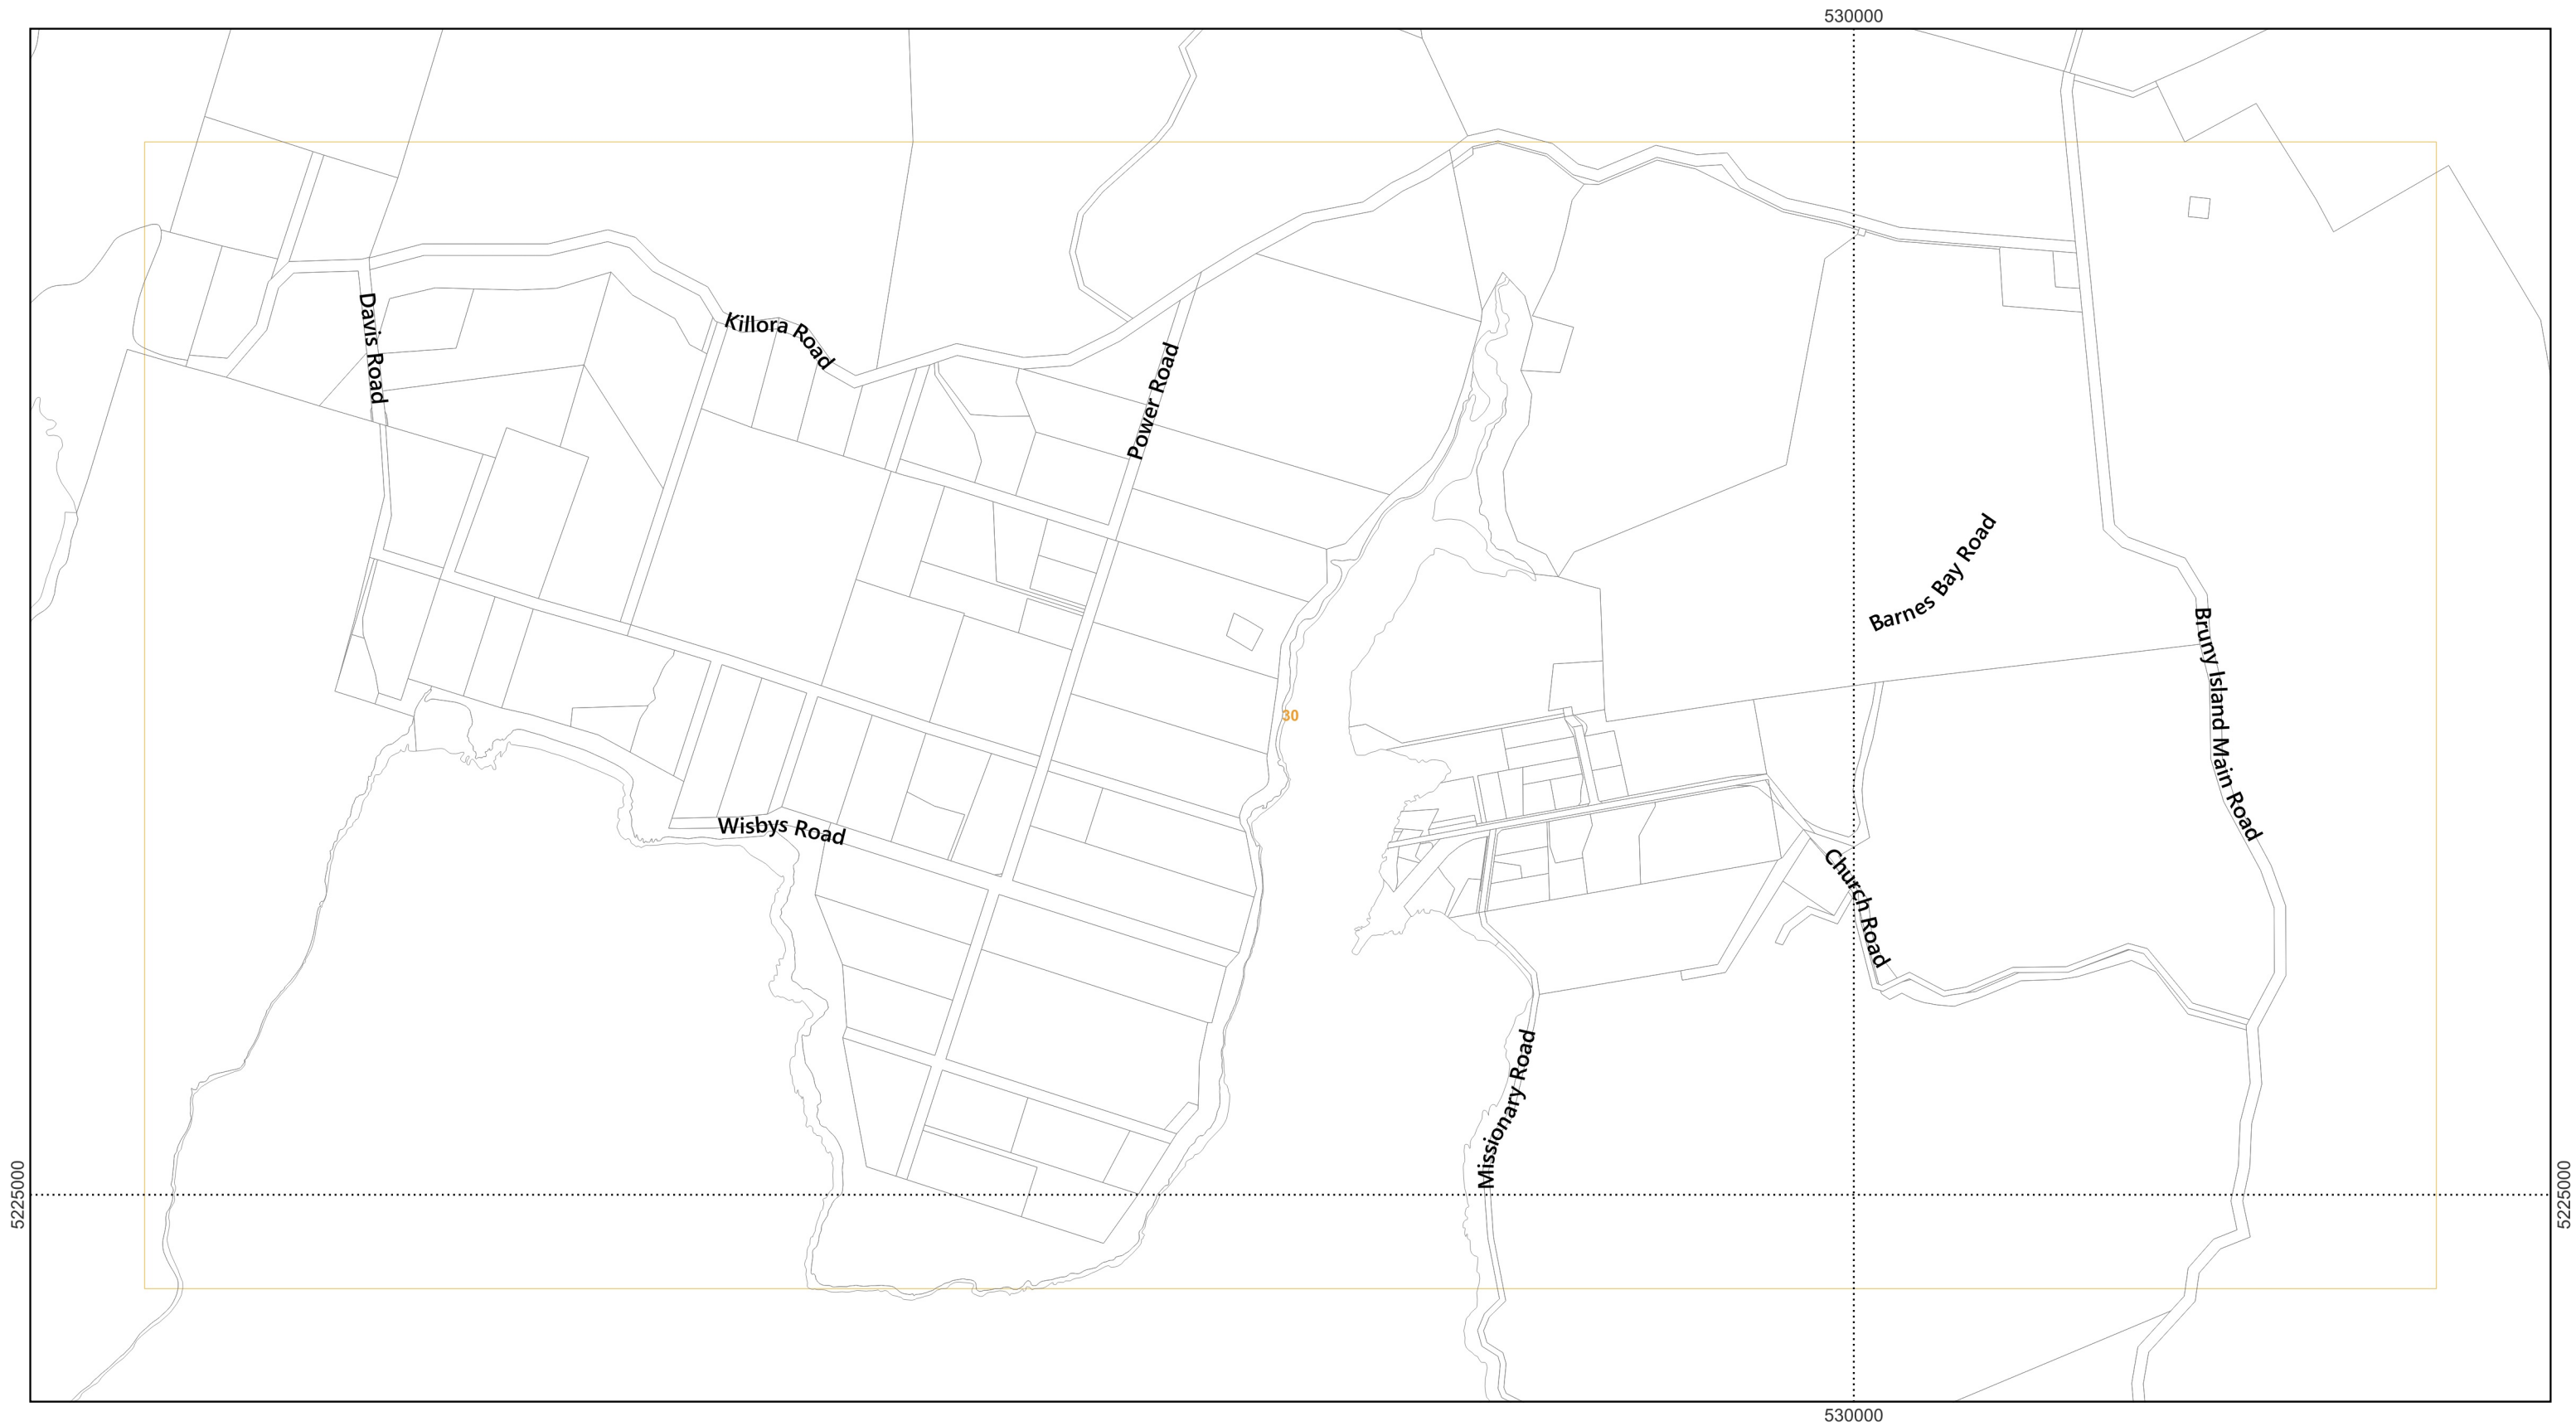 530000
Davis Road
Killora Road
Power Road
Barnes Bay Road
Bruny Island Main Road
30
Wisbys Road
Church Road
Missionary Road
5225000
5225000
530000